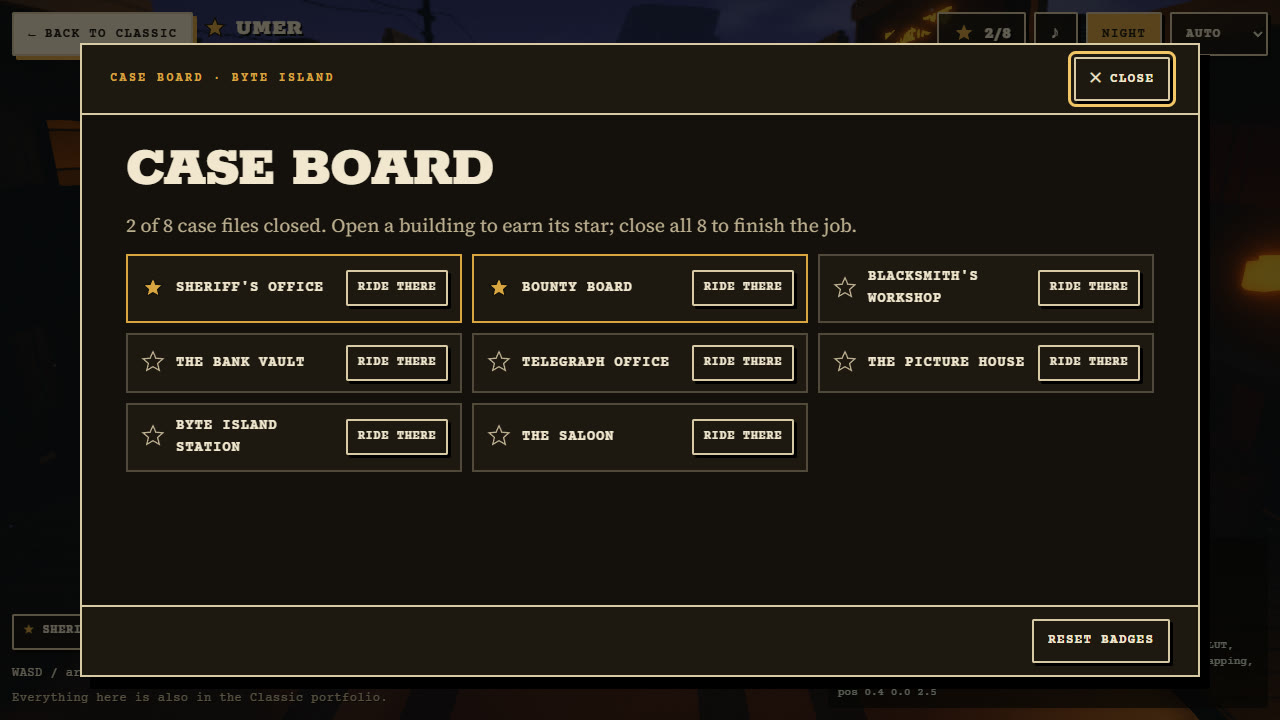 ← BACK TO CLASSIC
★ UMER
★ 2/8
♪
NIGHT
AUTO
CASE BOARD · BYTE ISLAND
✕ CLOSE
CASE BOARD
2 of 8 case files closed. Open a building to earn its star; close all 8 to finish the job.
★ SHERIFF'S OFFICE RIDE THERE
★ BOUNTY BOARD RIDE THERE
☆ BLACKSMITH'S
WORKSHOP RIDE THERE
☆ THE BANK VAULT RIDE THERE
☆ TELEGRAPH OFFICE RIDE THERE
☆ THE PICTURE HOUSE RIDE THERE
☆ BYTE ISLAND
STATION RIDE THERE
☆ THE SALOON RIDE THERE
RESET BADGES
WASD /
Everything here is also in the Classic portfolio.
pos 0.4 0.0 2.5